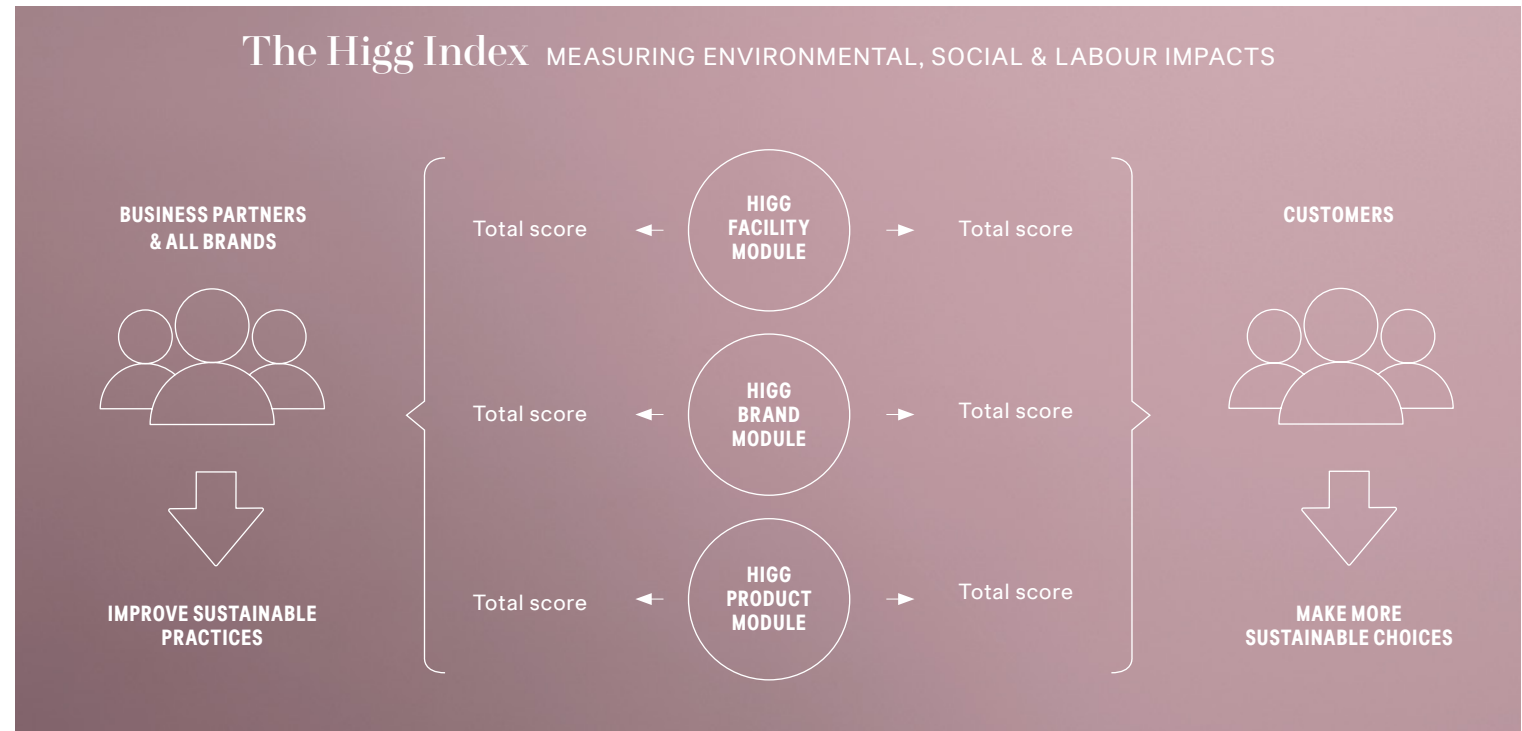 The Higg Index MEASURING ENVIRONMENTAL, SOCIAL & LABOUR IMPACTS
BUSINESS PARTNERS
& ALL BRANDS
IMPROVE SUSTAINABLE
PRACTICES
Total score
HIGG
FACILITY
MODULE
Total score
Total score
HIGG
BRAND
MODULE
Total score
Total score
HIGG
PRODUCT
MODULE
Total score
CUSTOMERS
MAKE MORE
SUSTAINABLE CHOICES